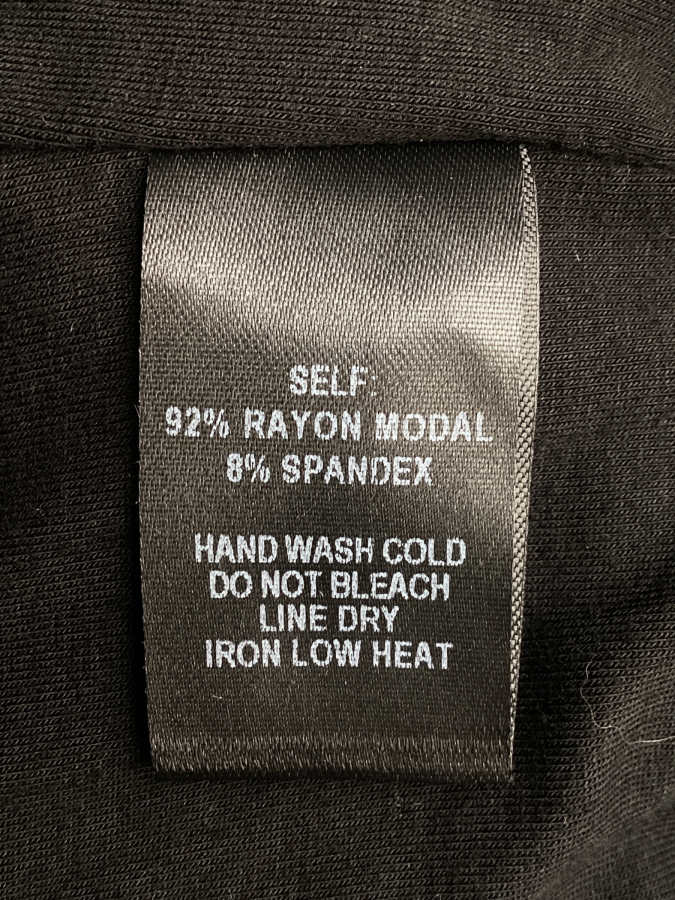 SELF:
92% RAYON MODAL
8% SPANDEX
HAND WASH COLD
DO NOT BLEACH
LINE DRY
IRON LOW HEAT